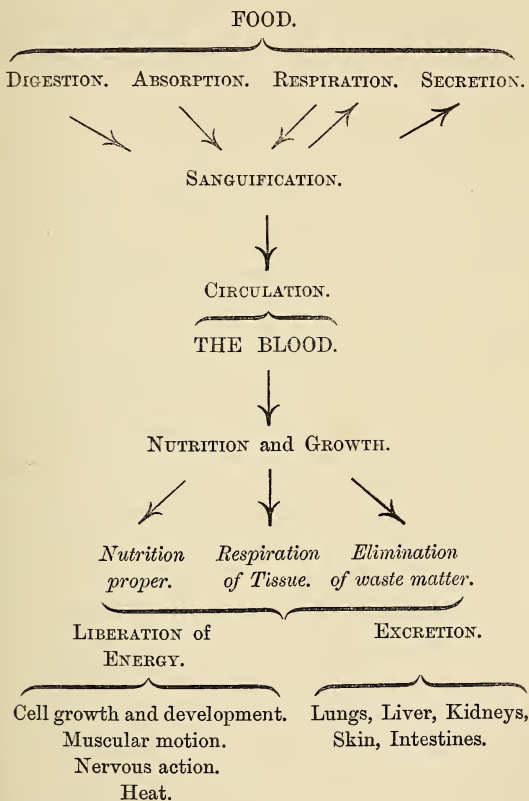 FOOD.
DIGESTION. ABSORPTION. RESPIRATION. SECRETION.
SANGUIFICATION.
CIRCULATION.
THE BLOOD.
NUTRITION and GROWTH.
Nutrition proper.
Respiration of Tissue.
Elimination of waste matter.
LIBERATION of
ENERGY.
EXCRETION.
Cell growth and development.
Muscular motion.
Nervous action.
Heat.
Lungs, Liver, Kidneys,
Skin, Intestines.